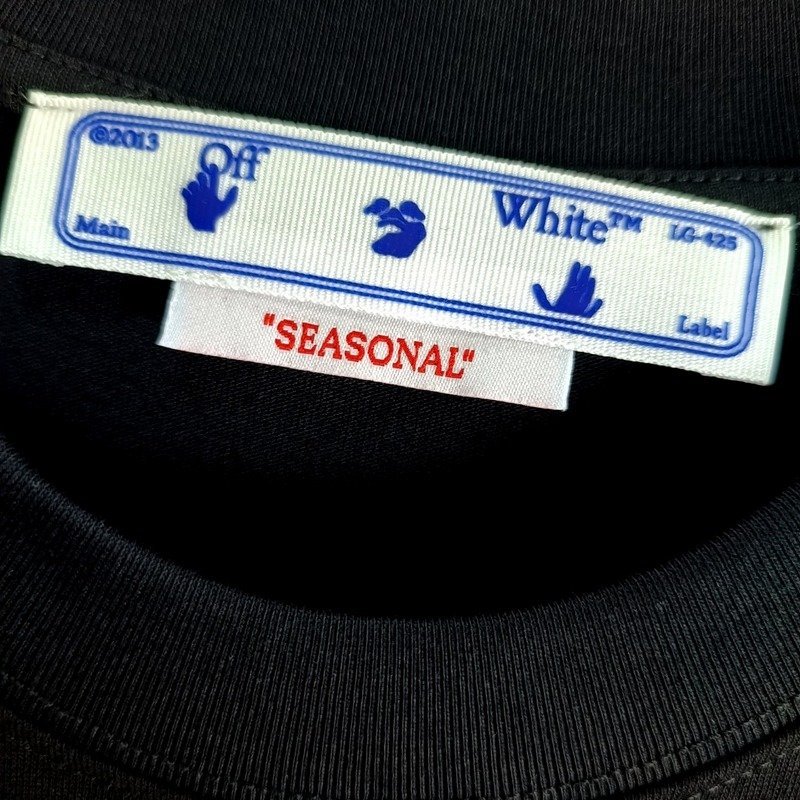 ©2013
Off
White™
LG-425
Main
Label
"SEASONAL"